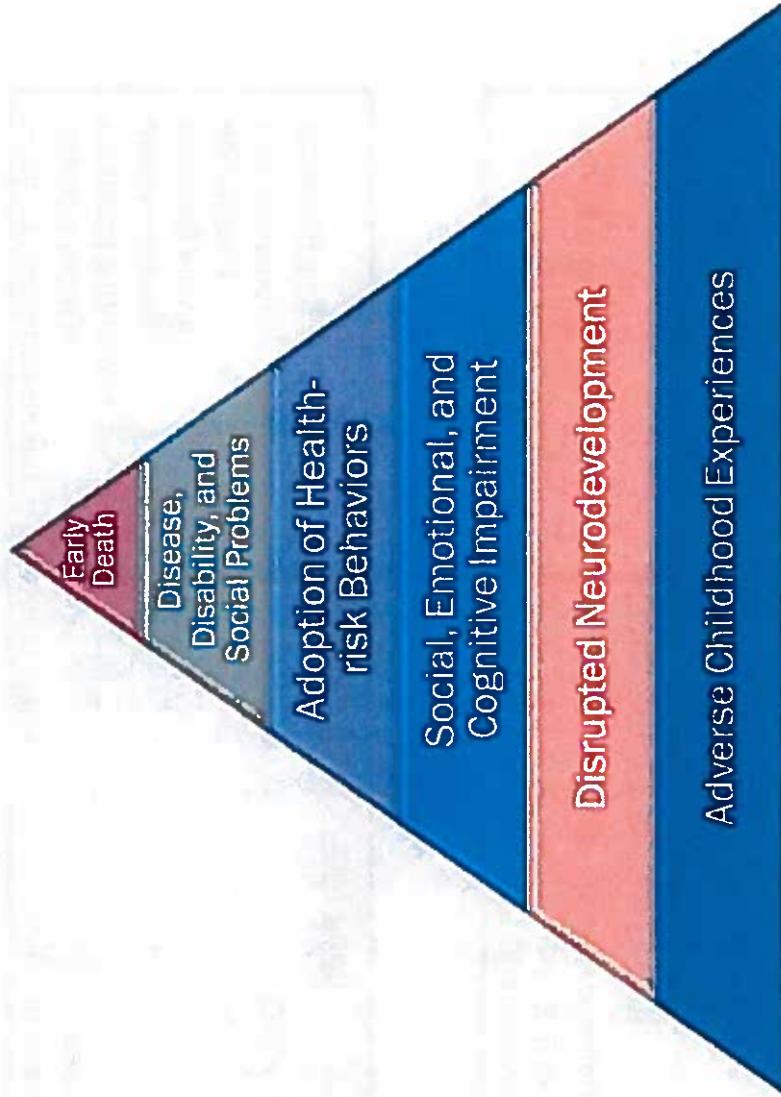 Early
Death
Disease,
Disability, and
Social Problems
Adoption of Health-
risk Behaviors
Social, Emotional, and
Cognitive Impairment
Disrupted Neurodevelopment
Adverse Childhood Experiences